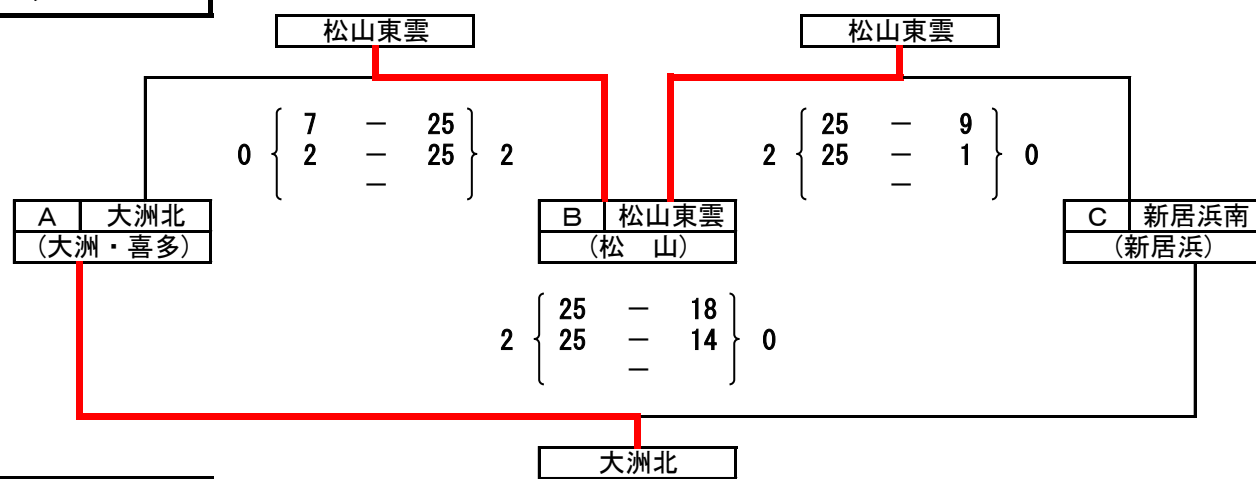 松山東雲 松山東雲
7 － 25 25 － 9
0 2 － 25 2 2 25 － 1 0
－ －
A 大洲北 B 松山東雲 C 新居浜南
(大洲・喜多) (松　山) (新居浜)
25 － 18
2 25 － 14 0
－
大洲北